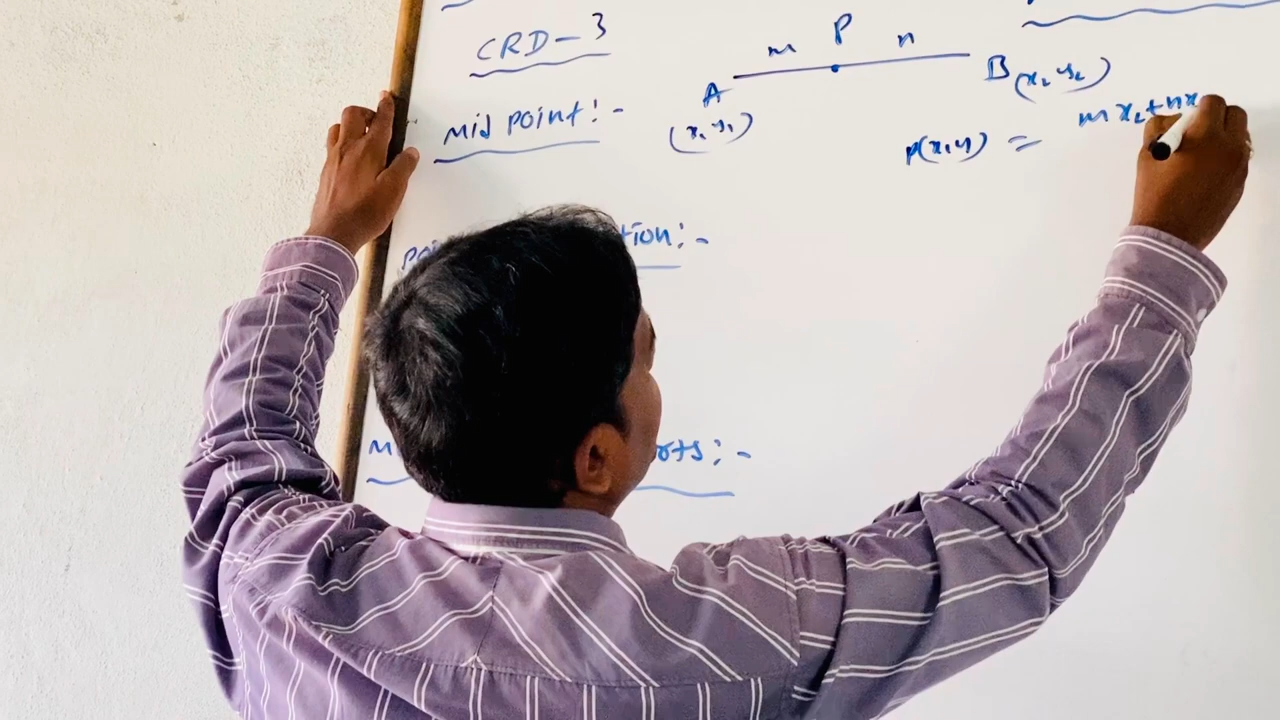 CRD-3
m P n
A B (x₂ y₂)
mid point:- (x₁ y₁) p(x,y) = mx₂+nx
tion:-
rts:-